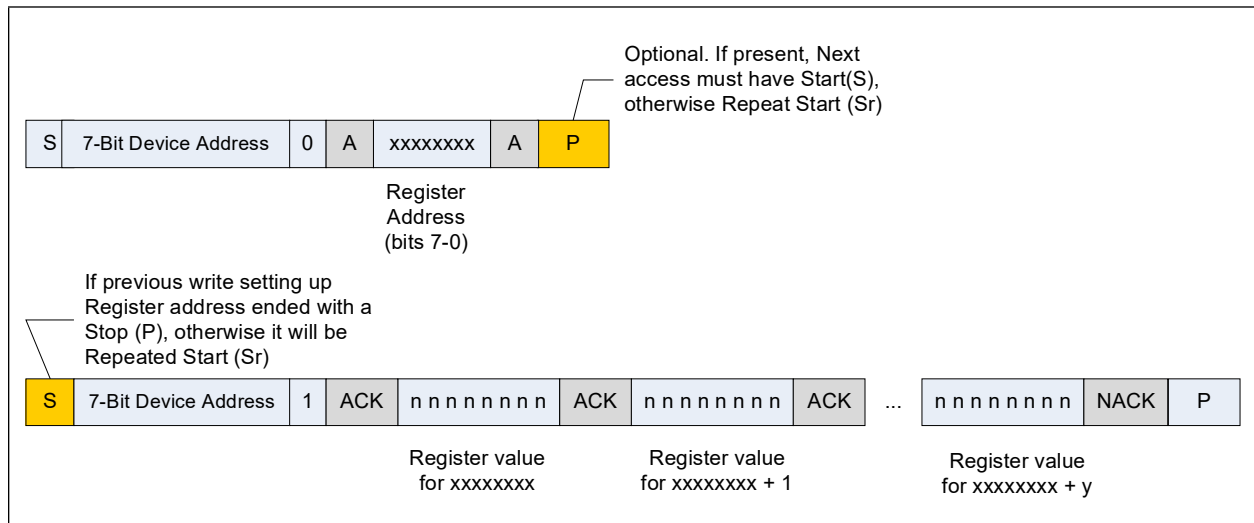 Optional. If present, Next
access must have Start(S),
otherwise Repeat Start (Sr)
S 7-Bit Device Address 0 A xxxxxxxx A P
Register
Address
(bits 7-0)
If previous write setting up
Register address ended with a
Stop (P), otherwise it will be
Repeated Start (Sr)
S 7-Bit Device Address 1 ACK n n n n n n n n ACK n n n n n n n n ACK ... n n n n n n n n NACK P
Register value
for xxxxxxxx
Register value
for xxxxxxxx + 1
Register value
for xxxxxxxx + y